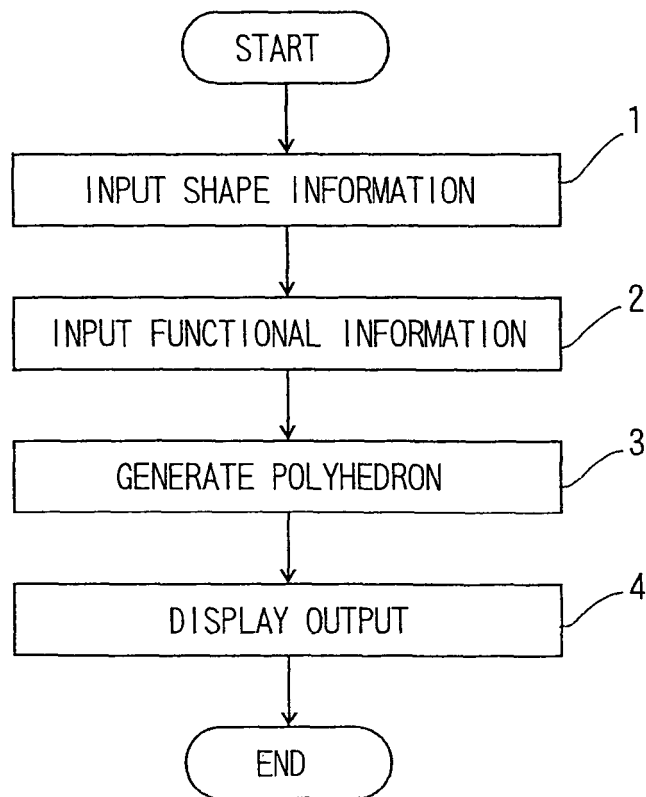 START
1
INPUT SHAPE INFORMATION
2
INPUT FUNCTIONAL INFORMATION
3
GENERATE POLYHEDRON
4
DISPLAY OUTPUT
END